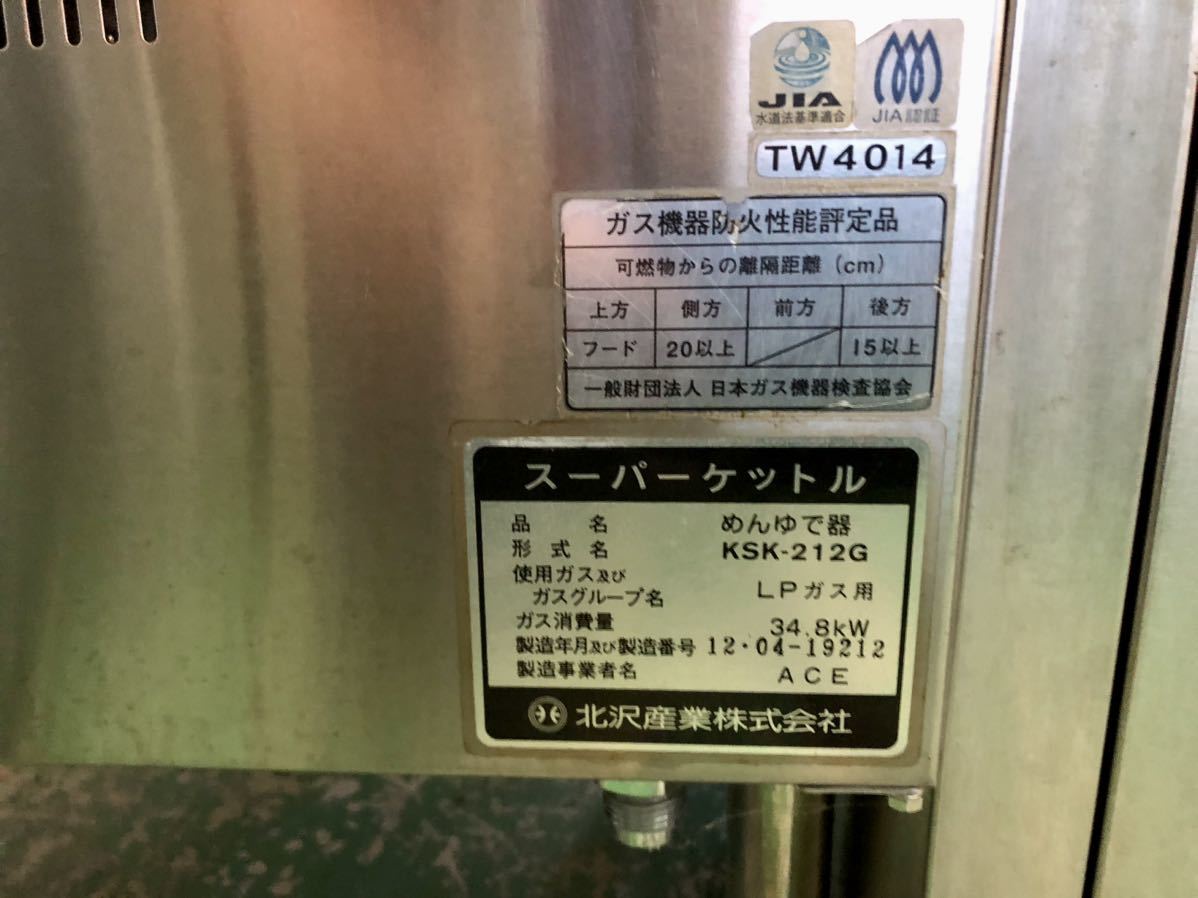 JIA
水道法基準適合
JIA認証
TW4014
ガス機器防火性能評定品
可燃物からの離隔距離(cm)
上方 側方 前方 後方
フード 20以上 15以上
一般財団法人 日本ガス機器検査協会
スーパーケットル
品名 めんゆで器
形式名 KSK-212G
使用ガス及び
ガスグループ名 LPガス用
ガス消費量 34.8kW
製造年月及び製造番号 12・04-19212
製造事業者名 ACE
北沢産業株式会社